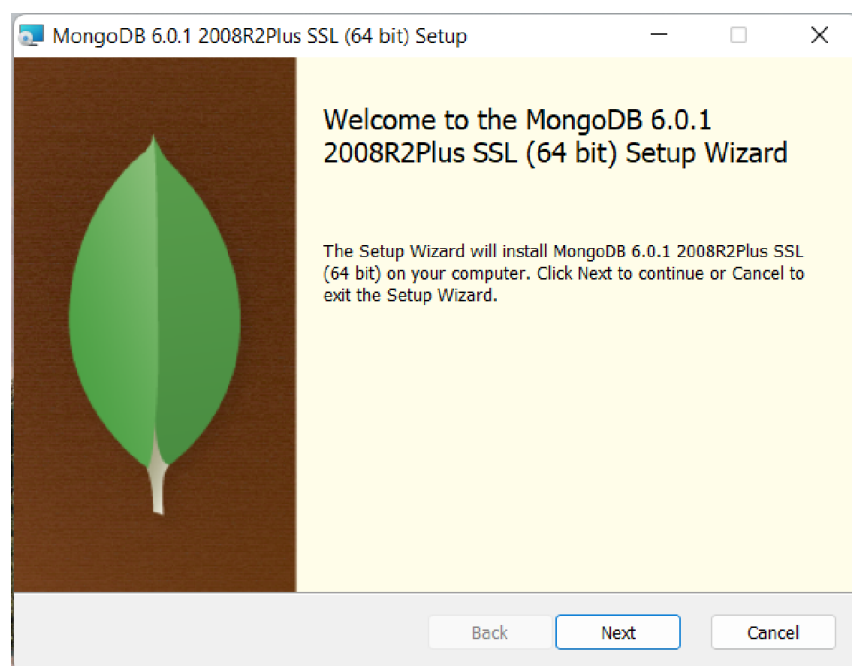 MongoDB 6.0.1 2008R2Plus SSL (64 bit) Setup
Welcome to the MongoDB 6.0.1
2008R2Plus SSL (64 bit) Setup Wizard
The Setup Wizard will install MongoDB 6.0.1 2008R2Plus SSL
(64 bit) on your computer. Click Next to continue or Cancel to
exit the Setup Wizard.
Back Next Cancel